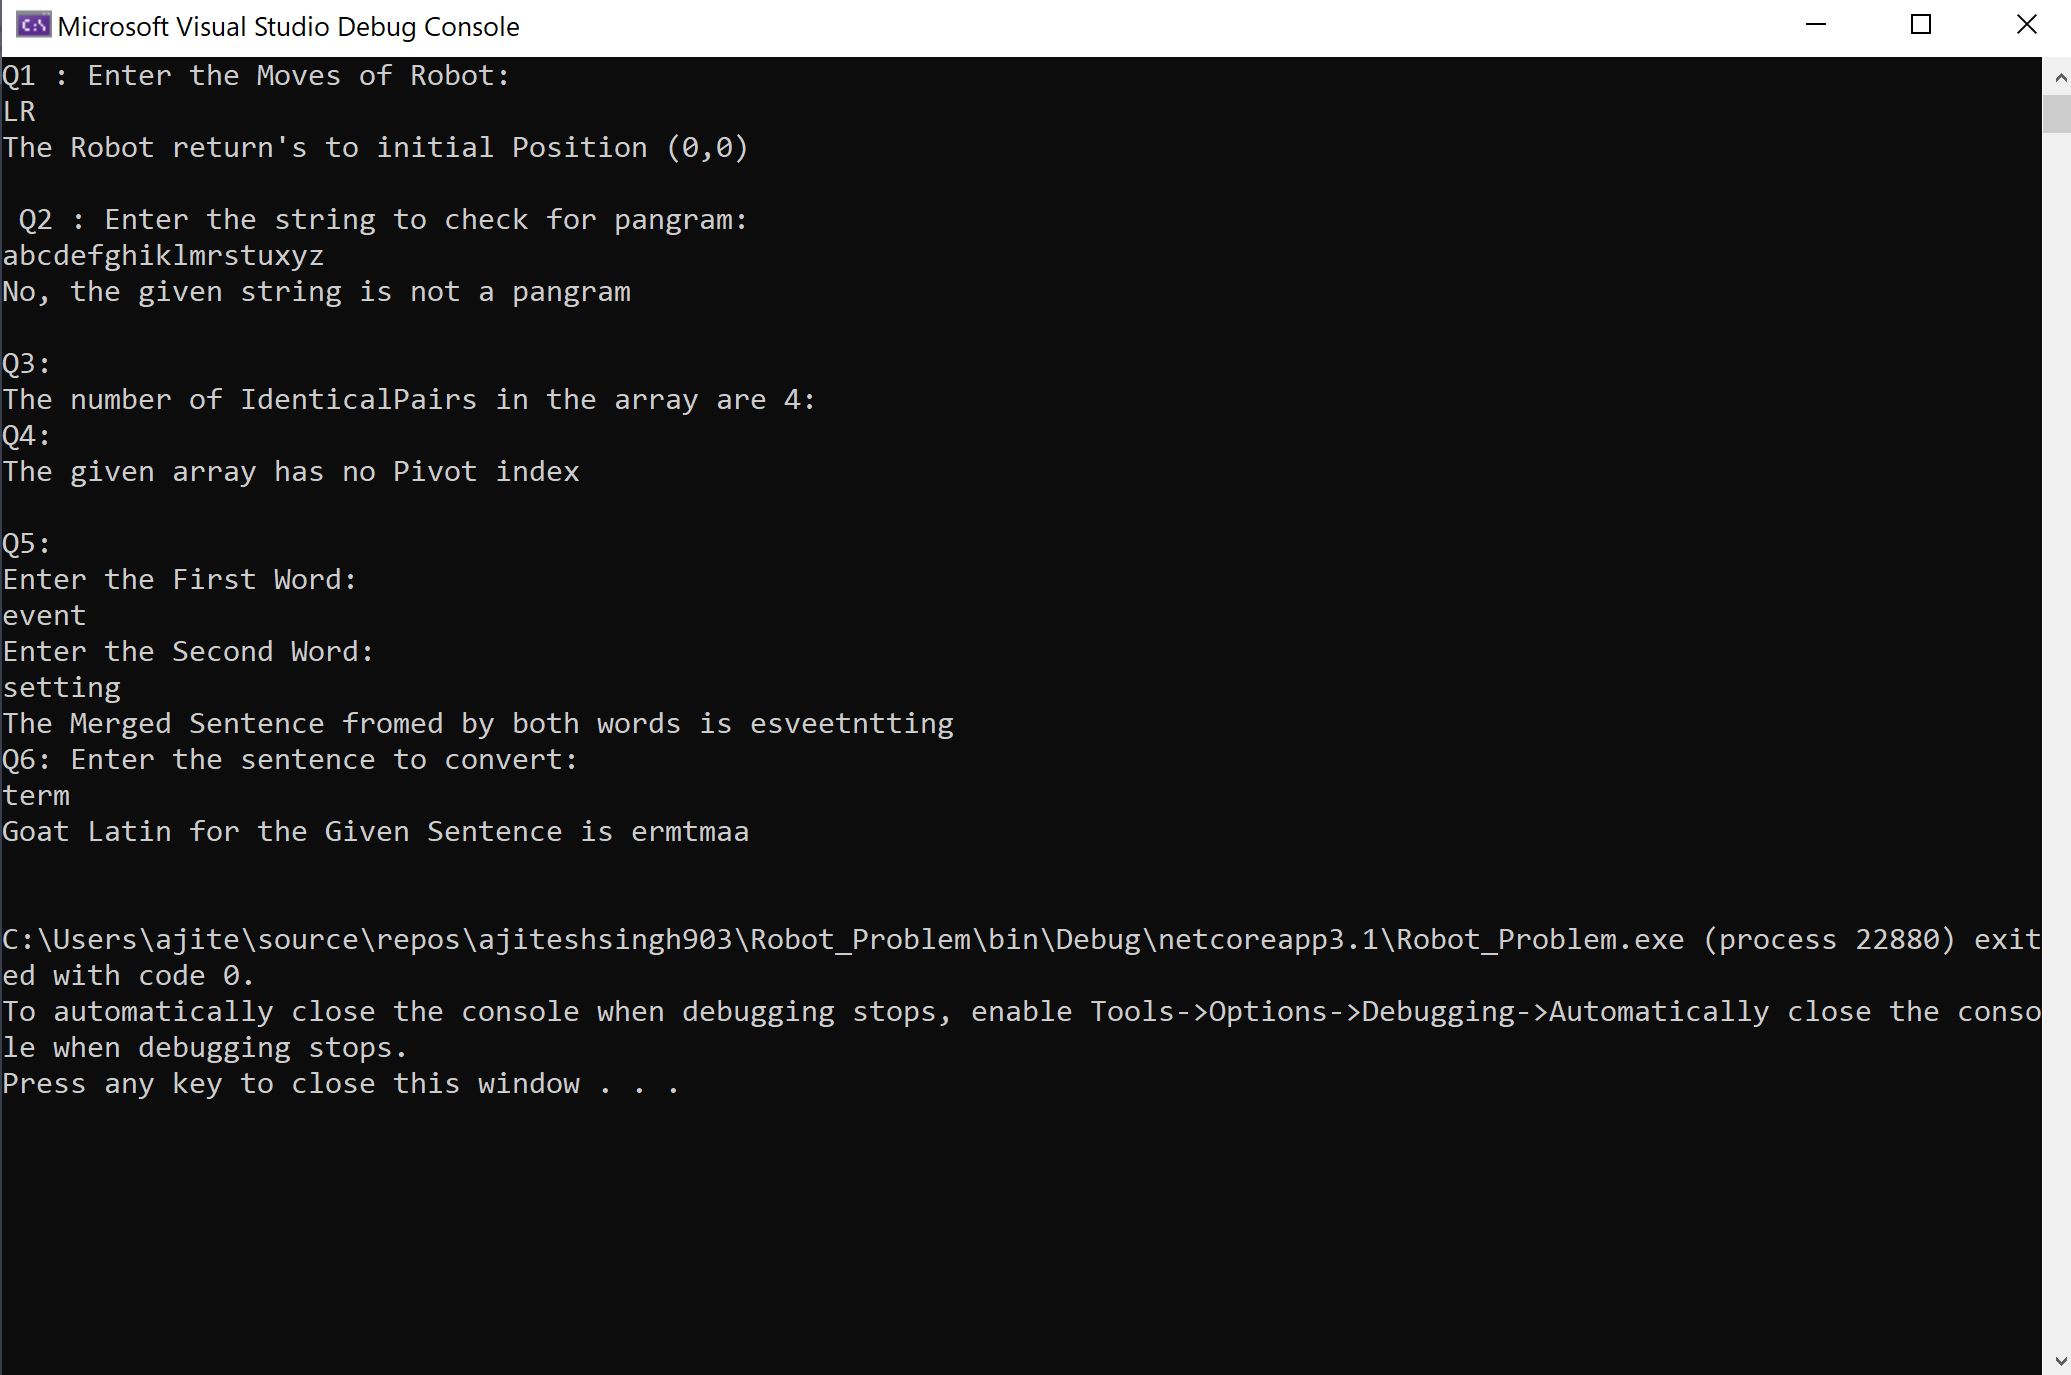 Microsoft Visual Studio Debug Console
Q1 : Enter the Moves of Robot:
LR
The Robot return's to initial Position (0,0)
Q2 : Enter the string to check for pangram:
abcdefghiklmrstuxyz
No, the given string is not a pangram
Q3:
The number of IdenticalPairs in the array are 4:
Q4:
The given array has no Pivot index
Q5:
Enter the First Word:
event
Enter the Second Word:
setting
The Merged Sentence fromed by both words is esveetntting
Q6: Enter the sentence to convert:
term
Goat Latin for the Given Sentence is ermtmaa
C:\Users\ajite\source\repos\ajiteshsingh903\Robot_Problem\bin\Debug\netcoreapp3.1\Robot_Problem.exe (process 22880) exit
ed with code 0.
To automatically close the console when debugging stops, enable Tools->Options->Debugging->Automatically close the conso
le when debugging stops.
Press any key to close this window . . .